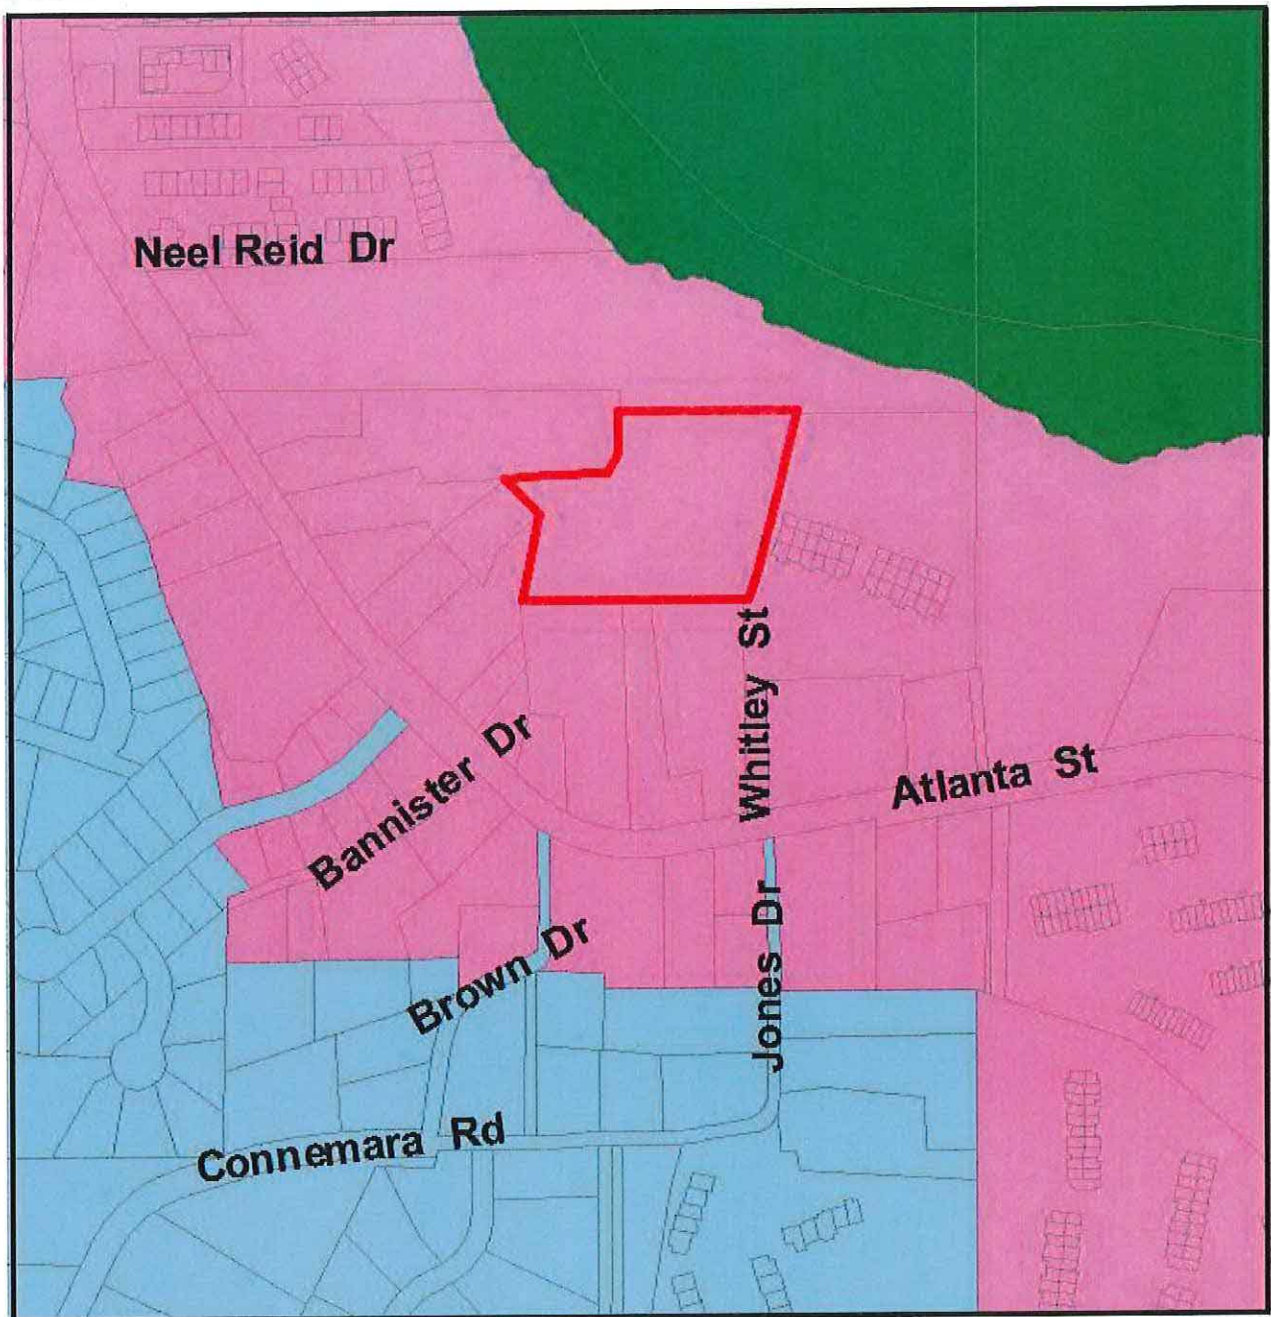 Neel Reid Dr
Whitley St
Bannister Dr
Atlanta St
Brown Dr
Jones Dr
Connemara Rd